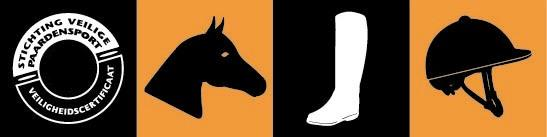 STICHTING VEILIGE
PAARDENSPORT
VEILIGHEIDSCERTIFICAAT